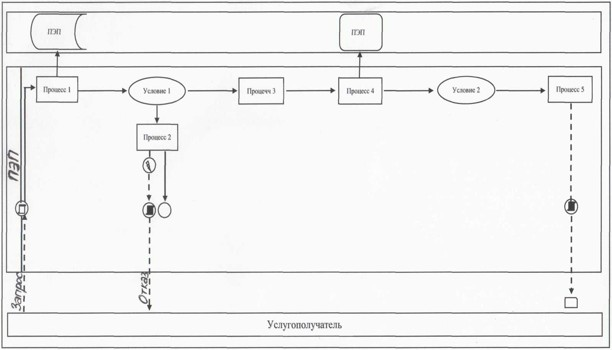 ПЭП
ПЭП
Процесс 1
Условие 1
Процечч 3
Процесс 4
Условие 2
Процесс 5
Процесс 2
ПЭП
Запрос
Отказ
Услугополучатель